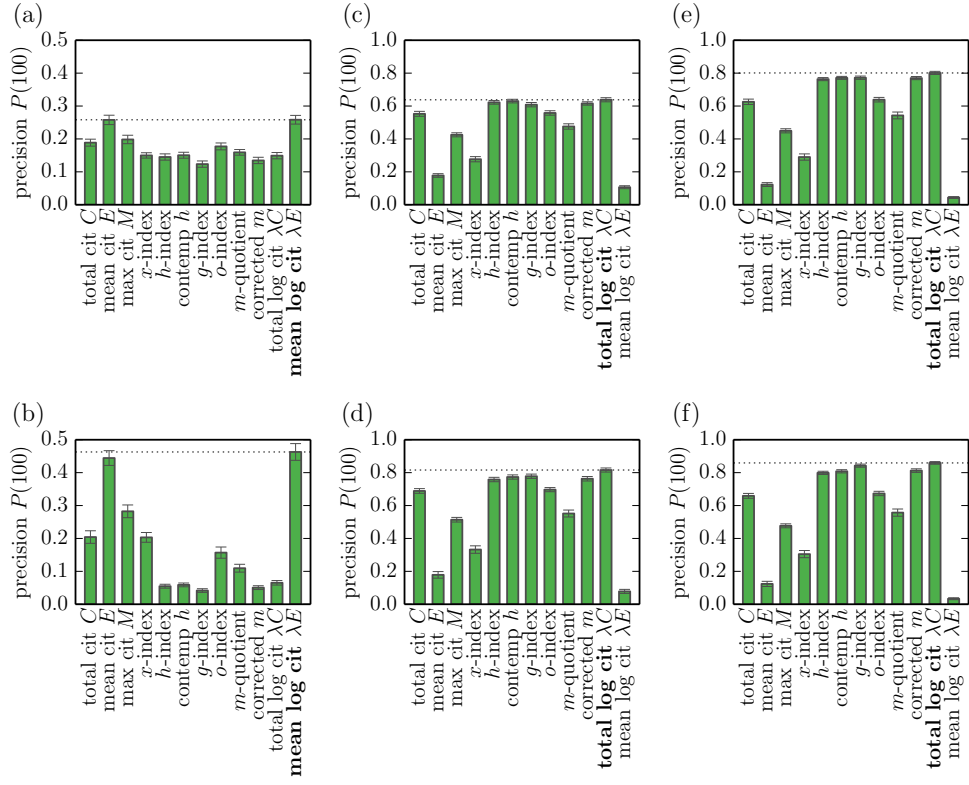 (a)
precision P(100)
0.5
0.4
0.3
0.2
0.1
0.0
total cit C
mean cit E
max cit M
x-index
h-index
contemp h
g-index
o-index
m-quotient
corrected m
total log cit λC
mean log cit λE
(c)
precision P(100)
1.0
0.8
0.6
0.4
0.2
0.0
total cit C
mean cit E
max cit M
x-index
h-index
contemp h
g-index
o-index
m-quotient
corrected m
total log cit λC
mean log cit λE
(e)
precision P(100)
1.0
0.8
0.6
0.4
0.2
0.0
total cit C
mean cit E
max cit M
x-index
h-index
contemp h
g-index
o-index
m-quotient
corrected m
total log cit λC
mean log cit λE
(b)
precision P(100)
0.5
0.4
0.3
0.2
0.1
0.0
total cit C
mean cit E
max cit M
x-index
h-index
contemp h
g-index
o-index
m-quotient
corrected m
total log cit λC
mean log cit λE
(d)
precision P(100)
1.0
0.8
0.6
0.4
0.2
0.0
total cit C
mean cit E
max cit M
x-index
h-index
contemp h
g-index
o-index
m-quotient
corrected m
total log cit λC
mean log cit λE
(f)
precision P(100)
1.0
0.8
0.6
0.4
0.2
0.0
total cit C
mean cit E
max cit M
x-index
h-index
contemp h
g-index
o-index
m-quotient
corrected m
total log cit λC
mean log cit λE